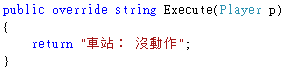 public override string Execute(Player p)
{
return "車站： 沒動作";
}